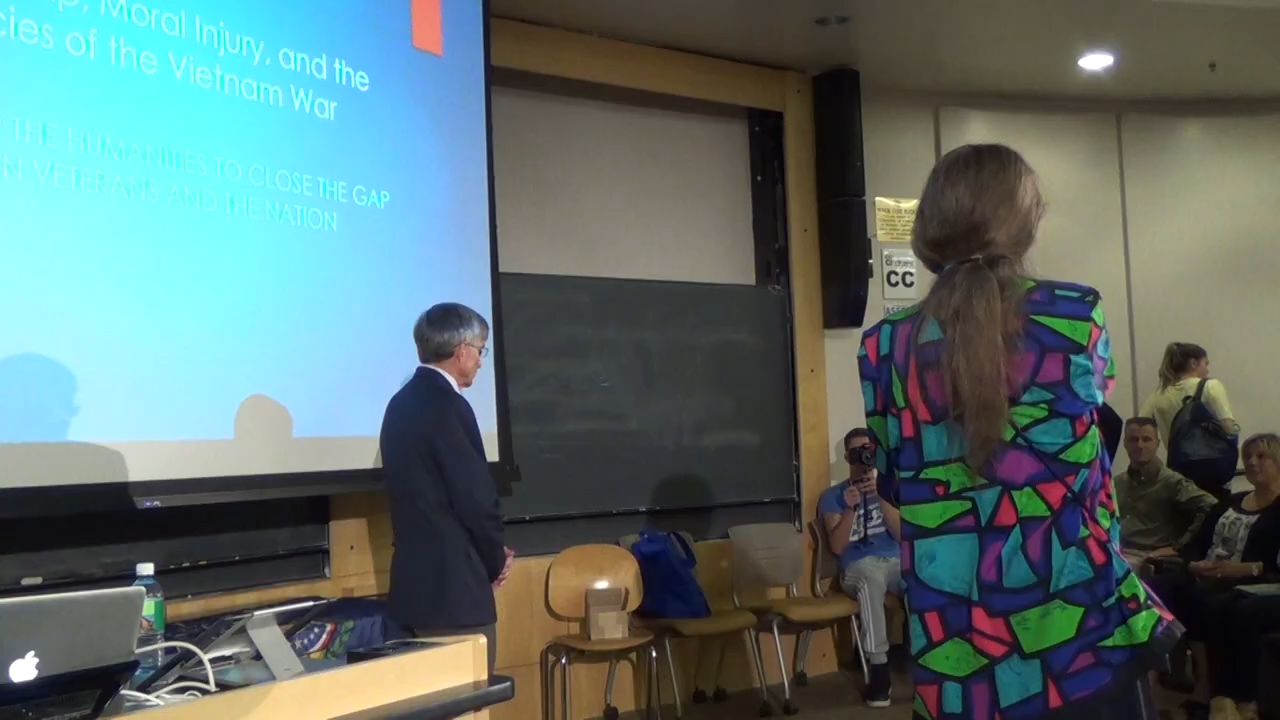 Moral Injury, and the
cies of the Vietnam War
THE HUMANITIES TO CLOSE THE GAP
N VETERANS AND THE NATION
CC